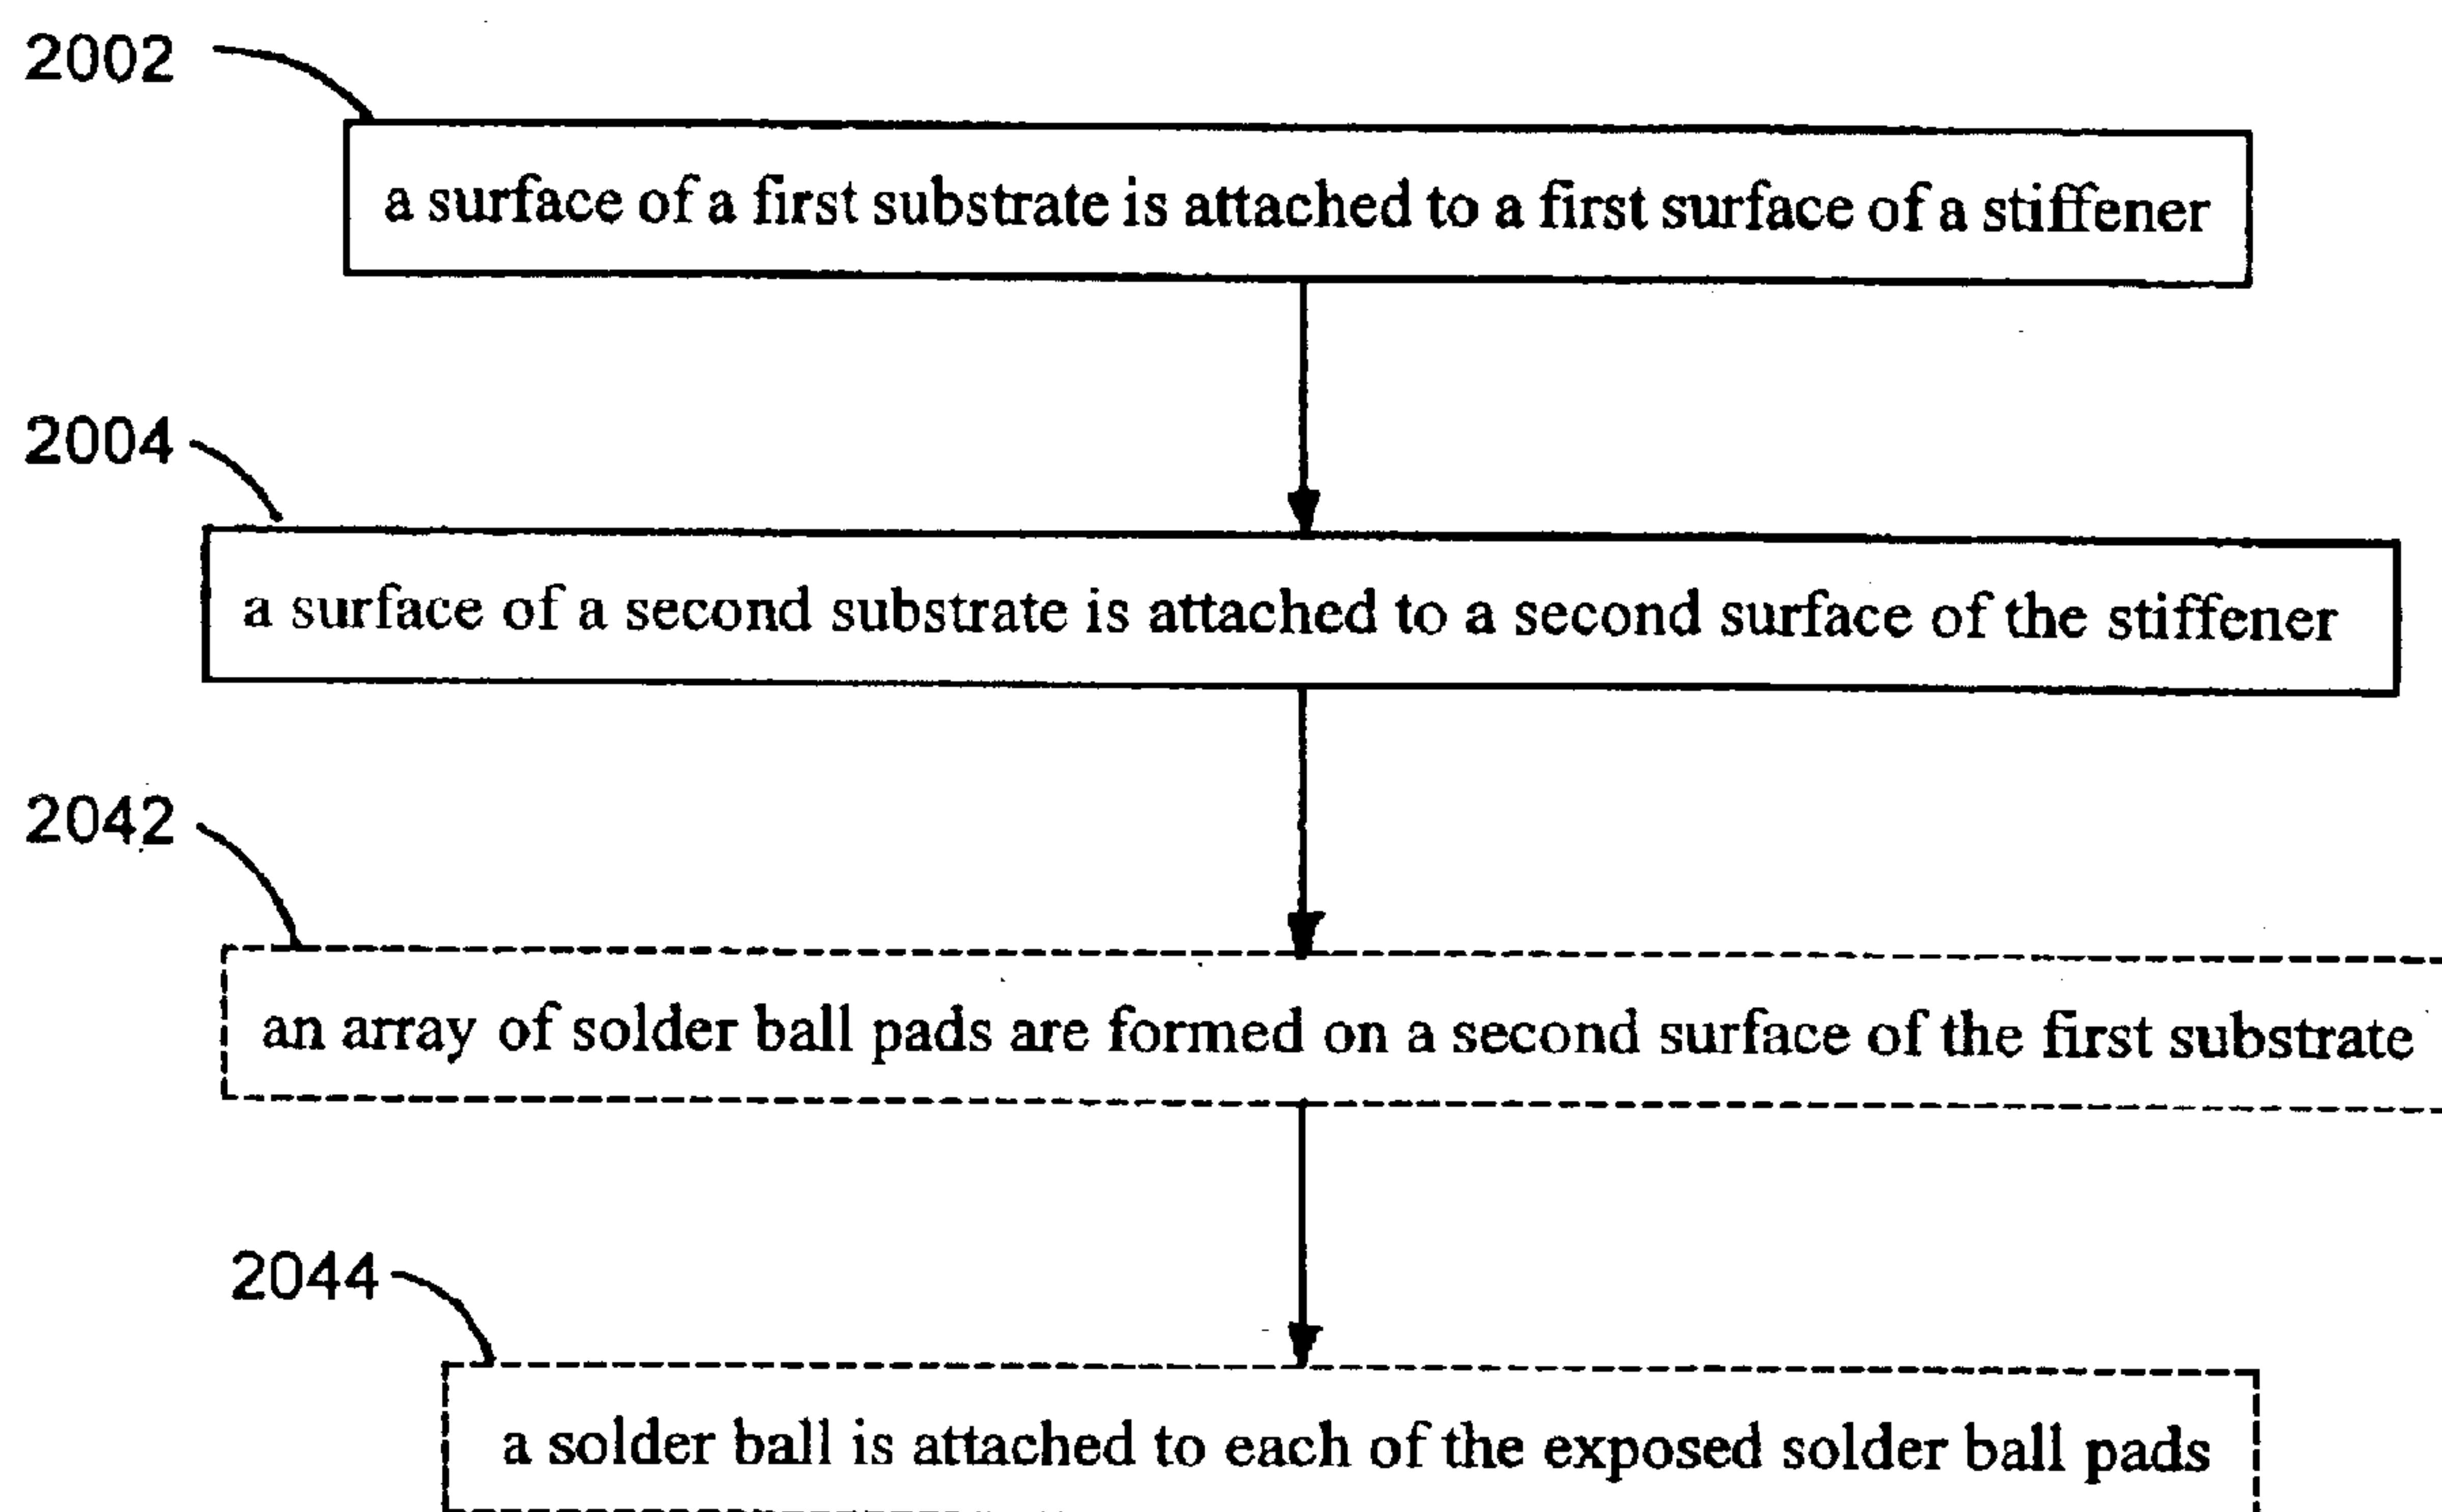 2002
a surface of a first substrate is attached to a first surface of a stiffener
2004
a surface of a second substrate is attached to a second surface of the stiffener
2042
an array of solder ball pads are formed on a second surface of the first substrate
2044
a solder ball is attached to each of the exposed solder ball pads